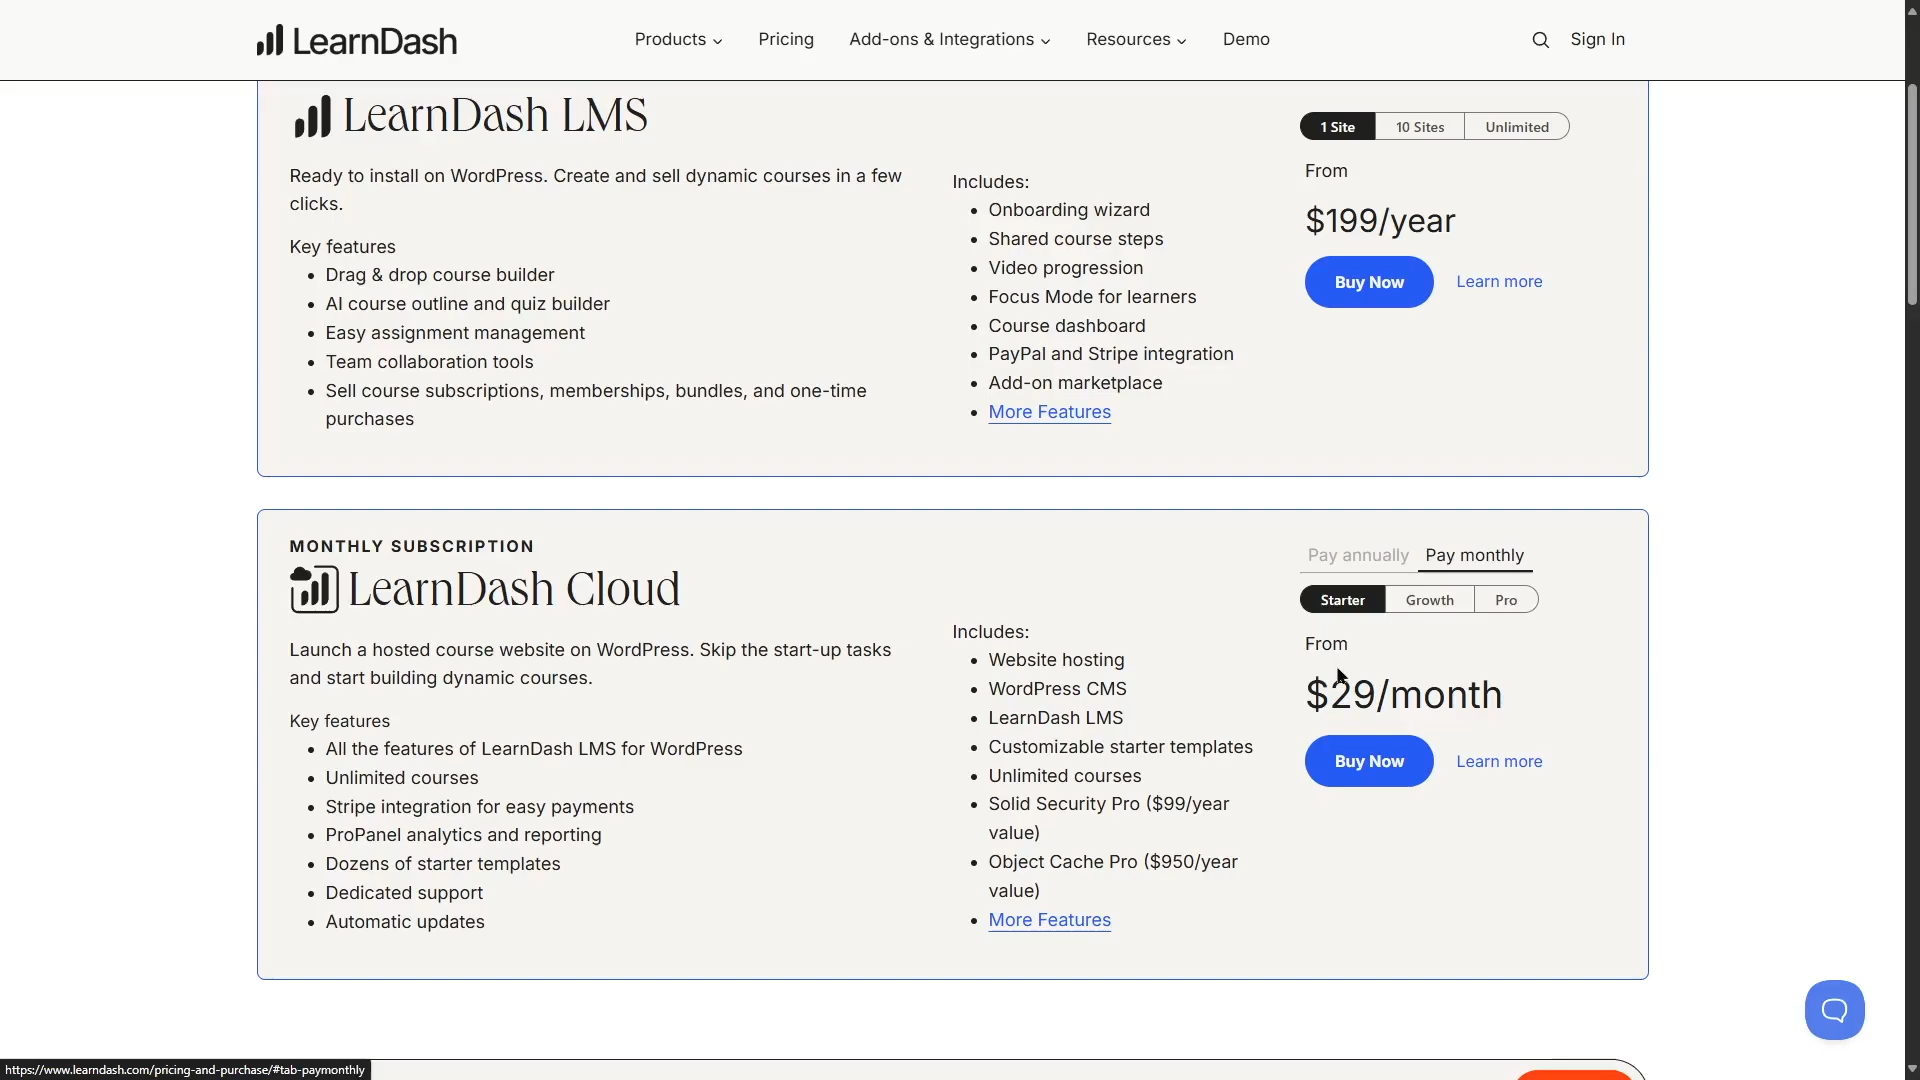 LearnDash
Products
Pricing
Add-ons & Integrations
Resources
Demo
Sign In
LearnDash LMS
Ready to install on WordPress. Create and sell dynamic courses in a few
clicks.
Key features
Drag & drop course builder
AI course outline and quiz builder
Easy assignment management
Team collaboration tools
Sell course subscriptions, memberships, bundles, and one-time
purchases
Includes:
Onboarding wizard
Shared course steps
Video progression
Focus Mode for learners
Course dashboard
PayPal and Stripe integration
Add-on marketplace
More Features
1 Site
10 Sites
Unlimited
From
$199/year
Buy Now
Learn more
MONTHLY SUBSCRIPTION
LearnDash Cloud
Launch a hosted course website on WordPress. Skip the start-up tasks
and start building dynamic courses.
Key features
All the features of LearnDash LMS for WordPress
Unlimited courses
Stripe integration for easy payments
ProPanel analytics and reporting
Dozens of starter templates
Dedicated support
Automatic updates
Includes:
Website hosting
WordPress CMS
LearnDash LMS
Customizable starter templates
Unlimited courses
Solid Security Pro ($99/year
value)
Object Cache Pro ($950/year
value)
More Features
Pay annually
Pay monthly
Starter
Growth
Pro
From
$29/month
Buy Now
Learn more
https://www.learndash.com/pricing-and-purchase/#tab-paymonthly